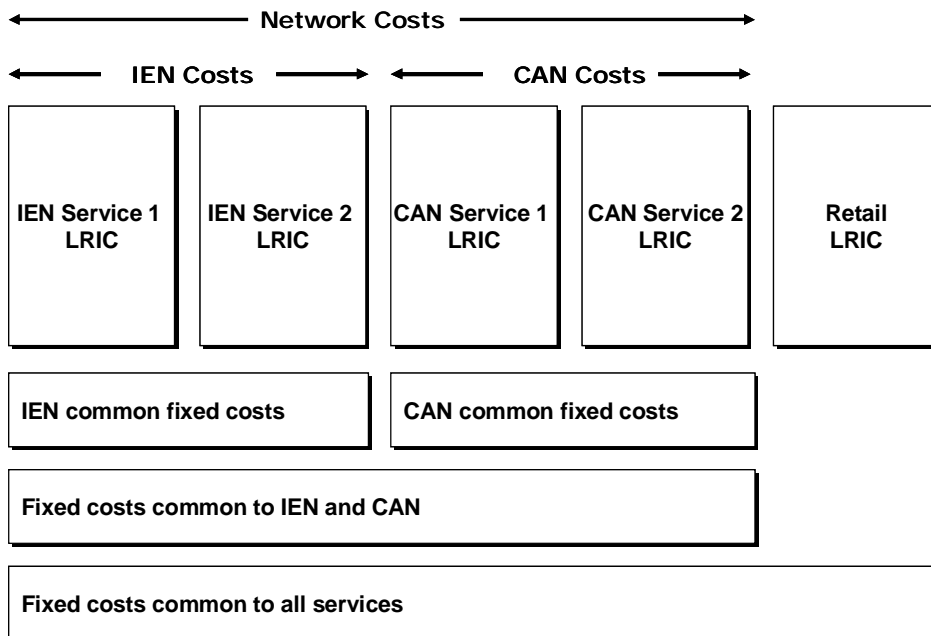 Network Costs
IEN Costs
CAN Costs
IEN Service 1
LRIC
IEN Service 2
LRIC
CAN Service 1
LRIC
CAN Service 2
LRIC
Retail
LRIC
IEN common fixed costs
CAN common fixed costs
Fixed costs common to IEN and CAN
Fixed costs common to all services